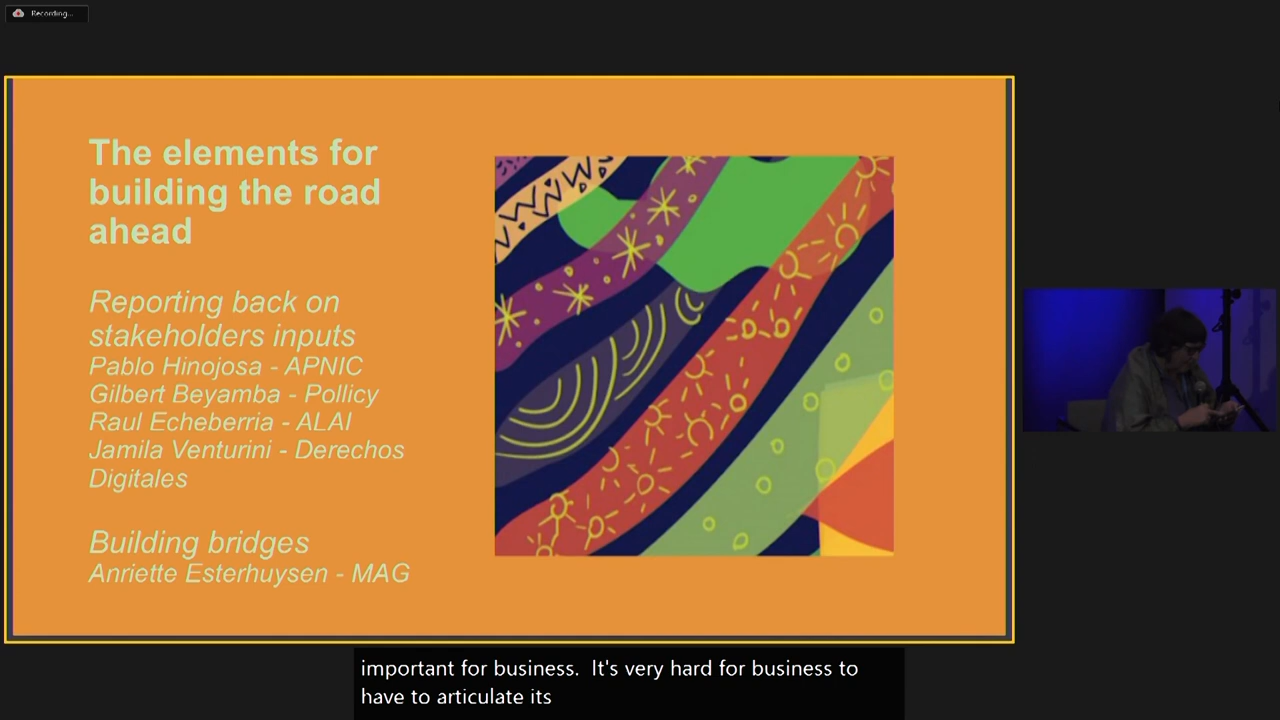 Recording...
The elements for
building the road
ahead
Reporting back on
stakeholders inputs
Pablo Hinojosa - APNIC
Gilbert Beyamba - Pollicy
Raul Echeberria - ALAI
Jamila Venturini - Derechos
Digitales
Building bridges
Anriette Esterhuysen - MAG
important for business.  It's very hard for business to
have to articulate its